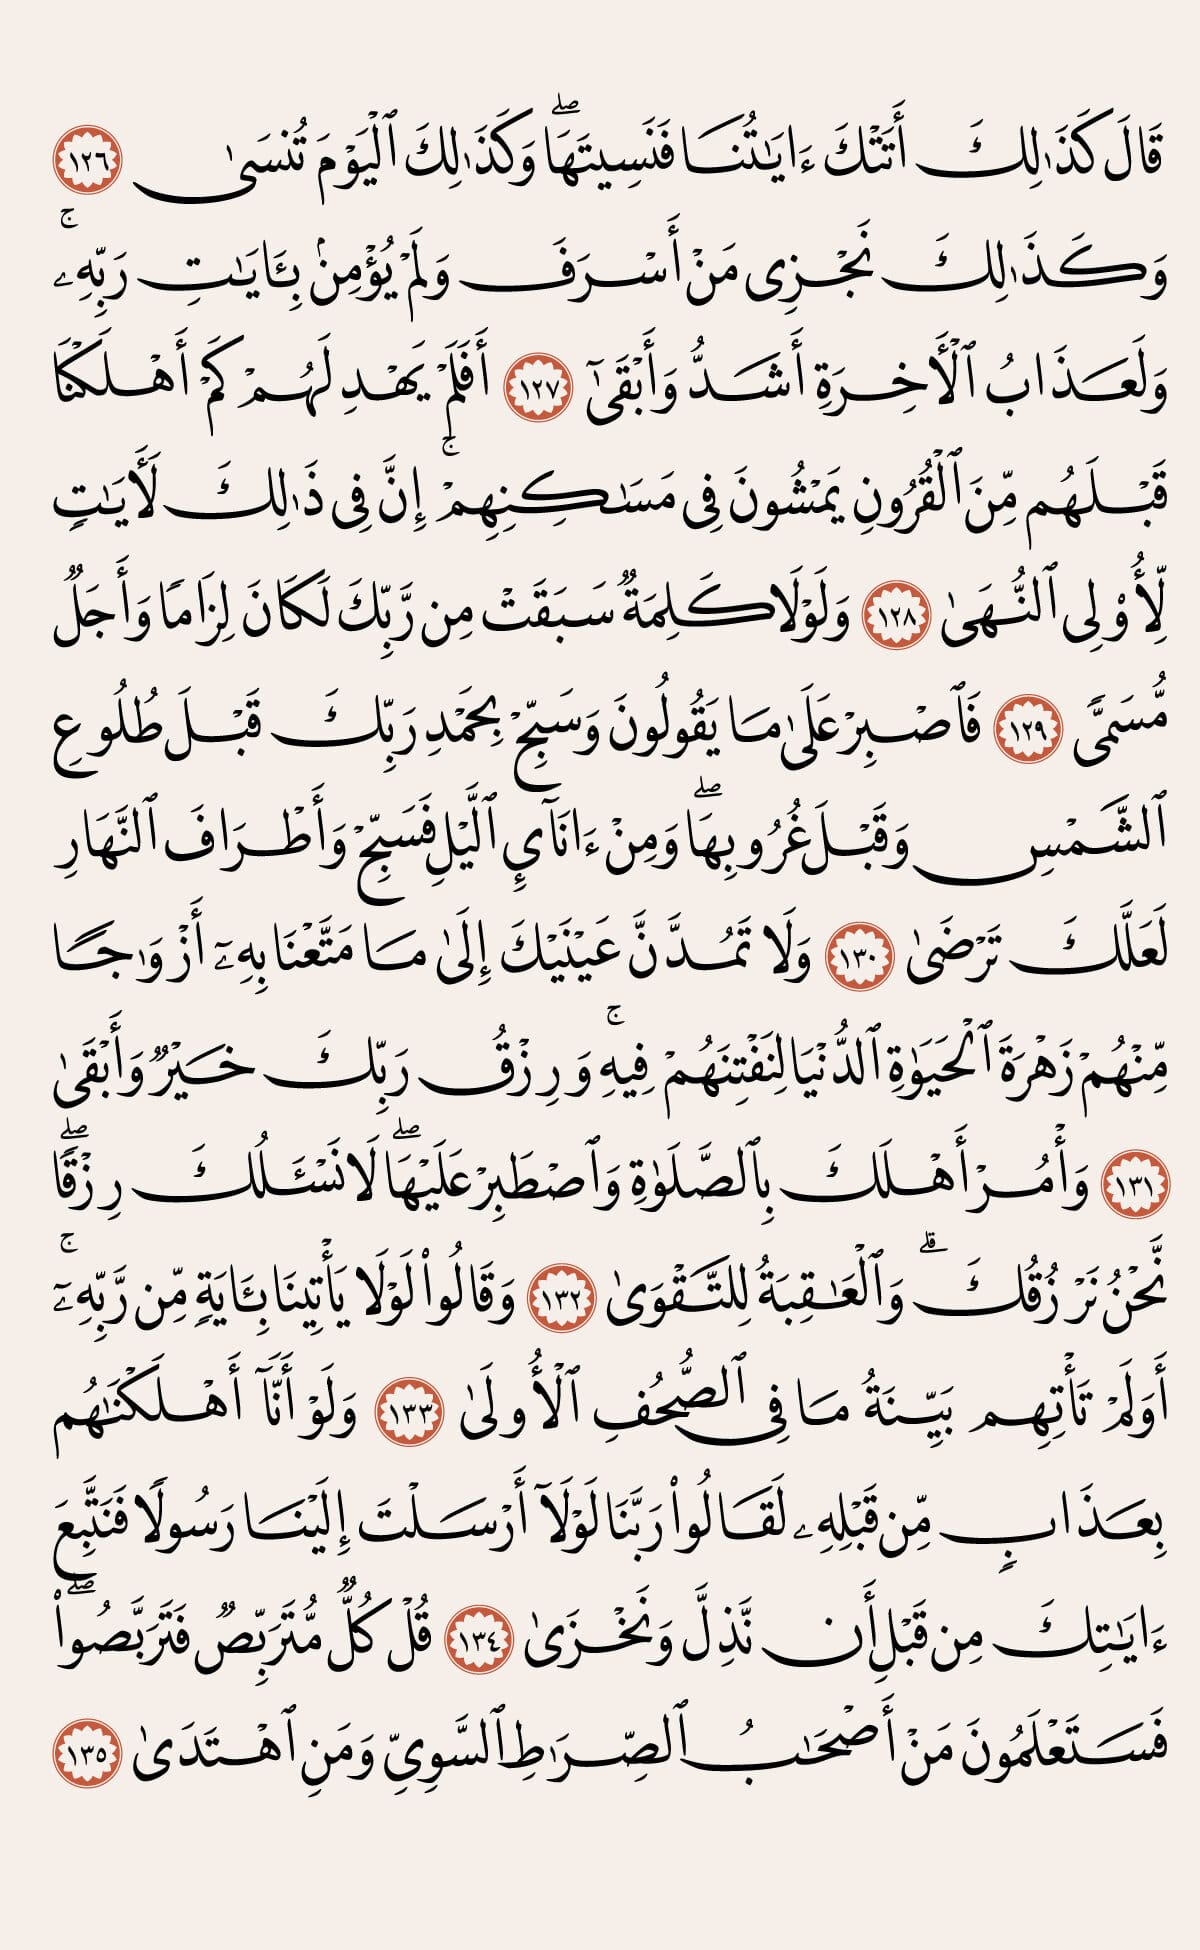 قَالَ كَذَٰلِكَ أَتَتۡكَ ءَايَٰتُنَا فَنَسِيتَهَاۖ وَكَذَٰلِكَ ٱلۡيَوۡمَ تُنسَىٰ ١٢٦
وَكَذَٰلِكَ نَجۡزِي مَنۡ أَسۡرَفَ وَلَمۡ يُؤۡمِنۢ بِـَٔايَٰتِ رَبِّهِۦۚ
وَلَعَذَابُ ٱلۡأٓخِرَةِ أَشَدُّ وَأَبۡقَىٰٓ ١٢٧ أَفَلَمۡ يَهۡدِ لَهُمۡ كَمۡ أَهۡلَكۡنَا
قَبۡلَهُم مِّنَ ٱلۡقُرُونِ يَمۡشُونَ فِي مَسَٰكِنِهِمۡۚ إِنَّ فِي ذَٰلِكَ لَأٓيَٰتٖ
لِّأُوْلِي ٱلنُّهَىٰ ١٢٨ وَلَوۡلَا كَلِمَةٞ سَبَقَتۡ مِن رَّبِّكَ لَكَانَ لِزَامٗا وَأَجَلٞ
مُّسَمّٗى ١٢٩ فَٱصۡبِرۡ عَلَىٰ مَا يَقُولُونَ وَسَبِّحۡ بِحَمۡدِ رَبِّكَ قَبۡلَ طُلُوعِ
ٱلشَّمۡسِ وَقَبۡلَ غُرُوبِهَاۖ وَمِنۡ ءَانَآيِٕ ٱلَّيۡلِ فَسَبِّحۡ وَأَطۡرَافَ ٱلنَّهَارِ
لَعَلَّكَ تَرۡضَىٰ ١٣٠ وَلَا تَمُدَّنَّ عَيۡنَيۡكَ إِلَىٰ مَا مَتَّعۡنَا بِهِۦٓ أَزۡوَٰجٗا
مِّنۡهُمۡ زَهۡرَةَ ٱلۡحَيَوٰةِ ٱلدُّنۡيَا لِنَفۡتِنَهُمۡ فِيهِۚ وَرِزۡقُ رَبِّكَ خَيۡرٞ وَأَبۡقَىٰ
١٣١ وَأۡمُرۡ أَهۡلَكَ بِٱلصَّلَوٰةِ وَٱصۡطَبِرۡ عَلَيۡهَاۖ لَا نَسۡـَٔلُكَ رِزۡقٗاۖ
نَّحۡنُ نَرۡزُقُكَۗ وَٱلۡعَٰقِبَةُ لِلتَّقۡوَىٰ ١٣٢ وَقَالُواْ لَوۡلَا يَأۡتِينَا بِـَٔايَةٖ مِّن رَّبِّهِۦٓۚ
أَوَلَمۡ تَأۡتِهِم بَيِّنَةُ مَا فِي ٱلصُّحُفِ ٱلۡأُولَىٰ ١٣٣ وَلَوۡ أَنَّآ أَهۡلَكۡنَٰهُم
بِعَذَابٖ مِّن قَبۡلِهِۦ لَقَالُواْ رَبَّنَا لَوۡلَآ أَرۡسَلۡتَ إِلَيۡنَا رَسُولٗا فَنَتَّبِعَ
ءَايَٰتِكَ مِن قَبۡلِ أَن نَّذِلَّ وَنَخۡزَىٰ ١٣٤ قُلۡ كُلّٞ مُّتَرَبِّصٞ فَتَرَبَّصُواْۖ
فَسَتَعۡلَمُونَ مَنۡ أَصۡحَٰبُ ٱلصِّرَٰطِ ٱلسَّوِيِّ وَمَنِ ٱهۡتَدَىٰ ١٣٥